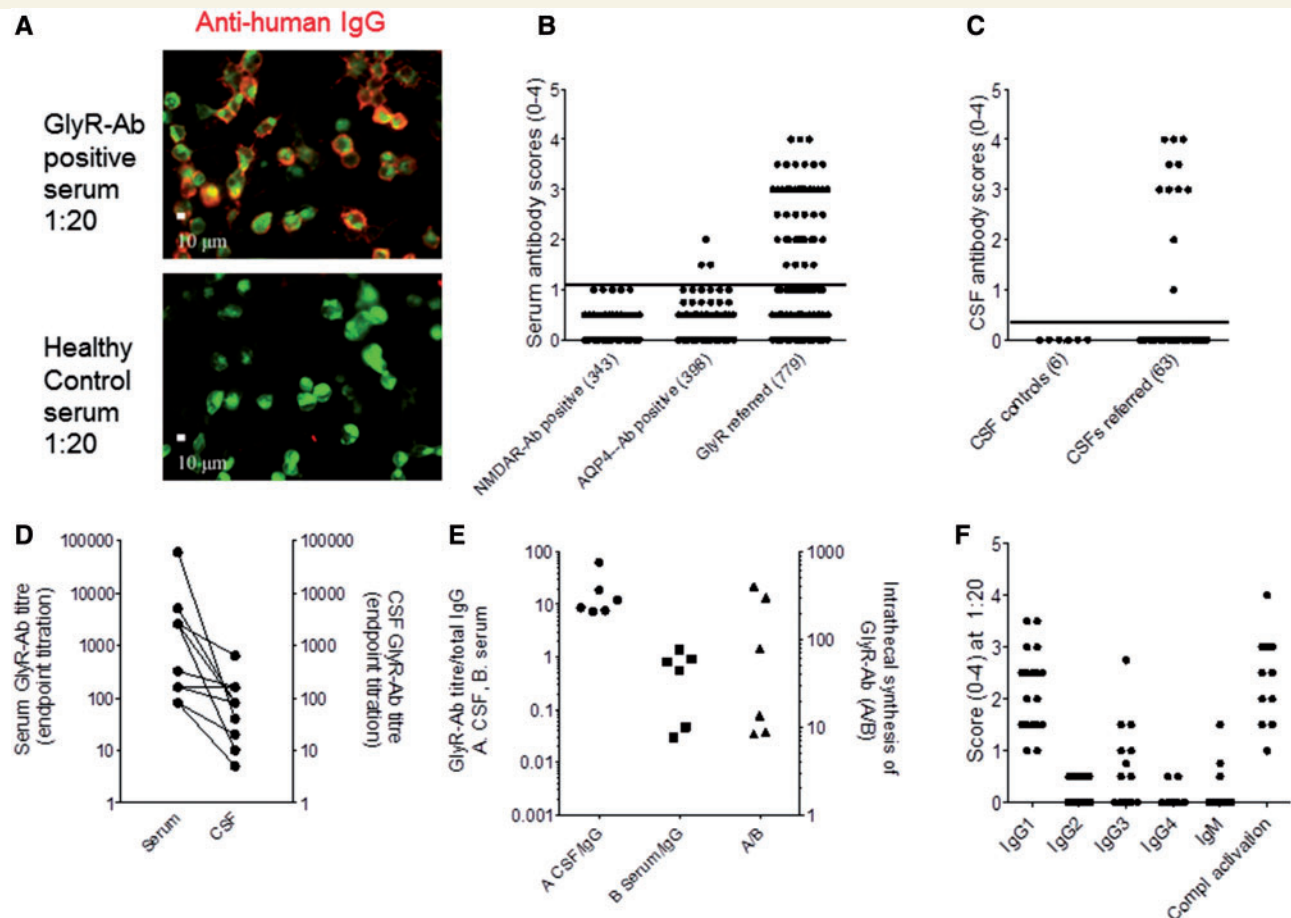 A
Anti-human IgG
GlyR-Ab
positive
serum
1:20
10 µm
Healthy
Control
serum
1:20
10 µm
B
Serum antibody scores (0-4)
5
4
3
2
1
0
NMDAR-Ab positive (343)
AQP4--Ab positive (398)
GlyR referred (779)
C
CSF antibody scores (0-4)
5
4
3
2
1
0
CSF controls (6)
CSFs referred (63)
D
Serum GlyR-Ab titre
(endpoint titration)
100000
10000
1000
100
10
1
Serum
CSF
100000
10000
1000
100
10
1
CSF GlyR-Ab titre
(endpoint titration)
E
GlyR-Ab titre/total IgG
A. CSF, B. serum
100
10
1
0.1
0.01
0.001
A CSF/IgG
B Serum/IgG
A/B
1000
100
10
1
Intrathecal synthesis of
GlyR-Ab (A/B)
F
Score (0-4) at 1:20
5
4
3
2
1
0
IgG1
IgG2
IgG3
IgG4
IgM
Compl activation